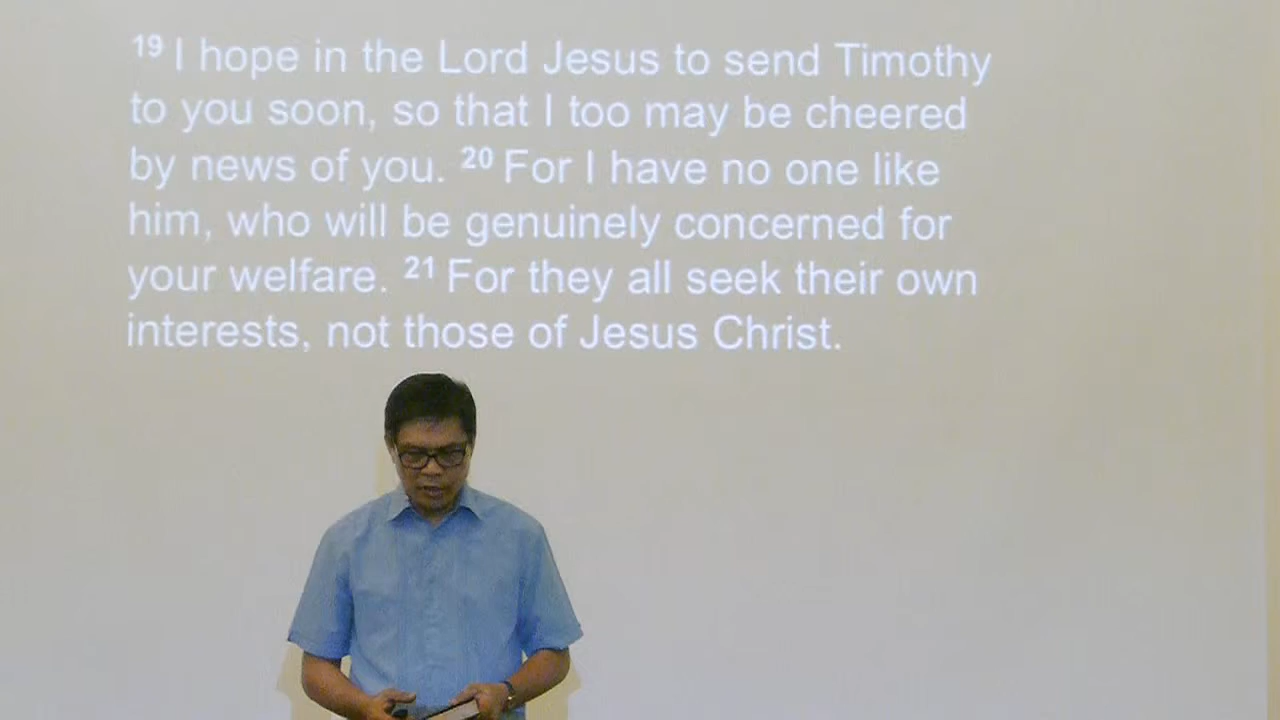 19 I hope in the Lord Jesus to send Timothy
to you soon, so that I too may be cheered
by news of you. 20 For I have no one like
him, who will be genuinely concerned for
your welfare. 21 For they all seek their own
interests, not those of Jesus Christ.